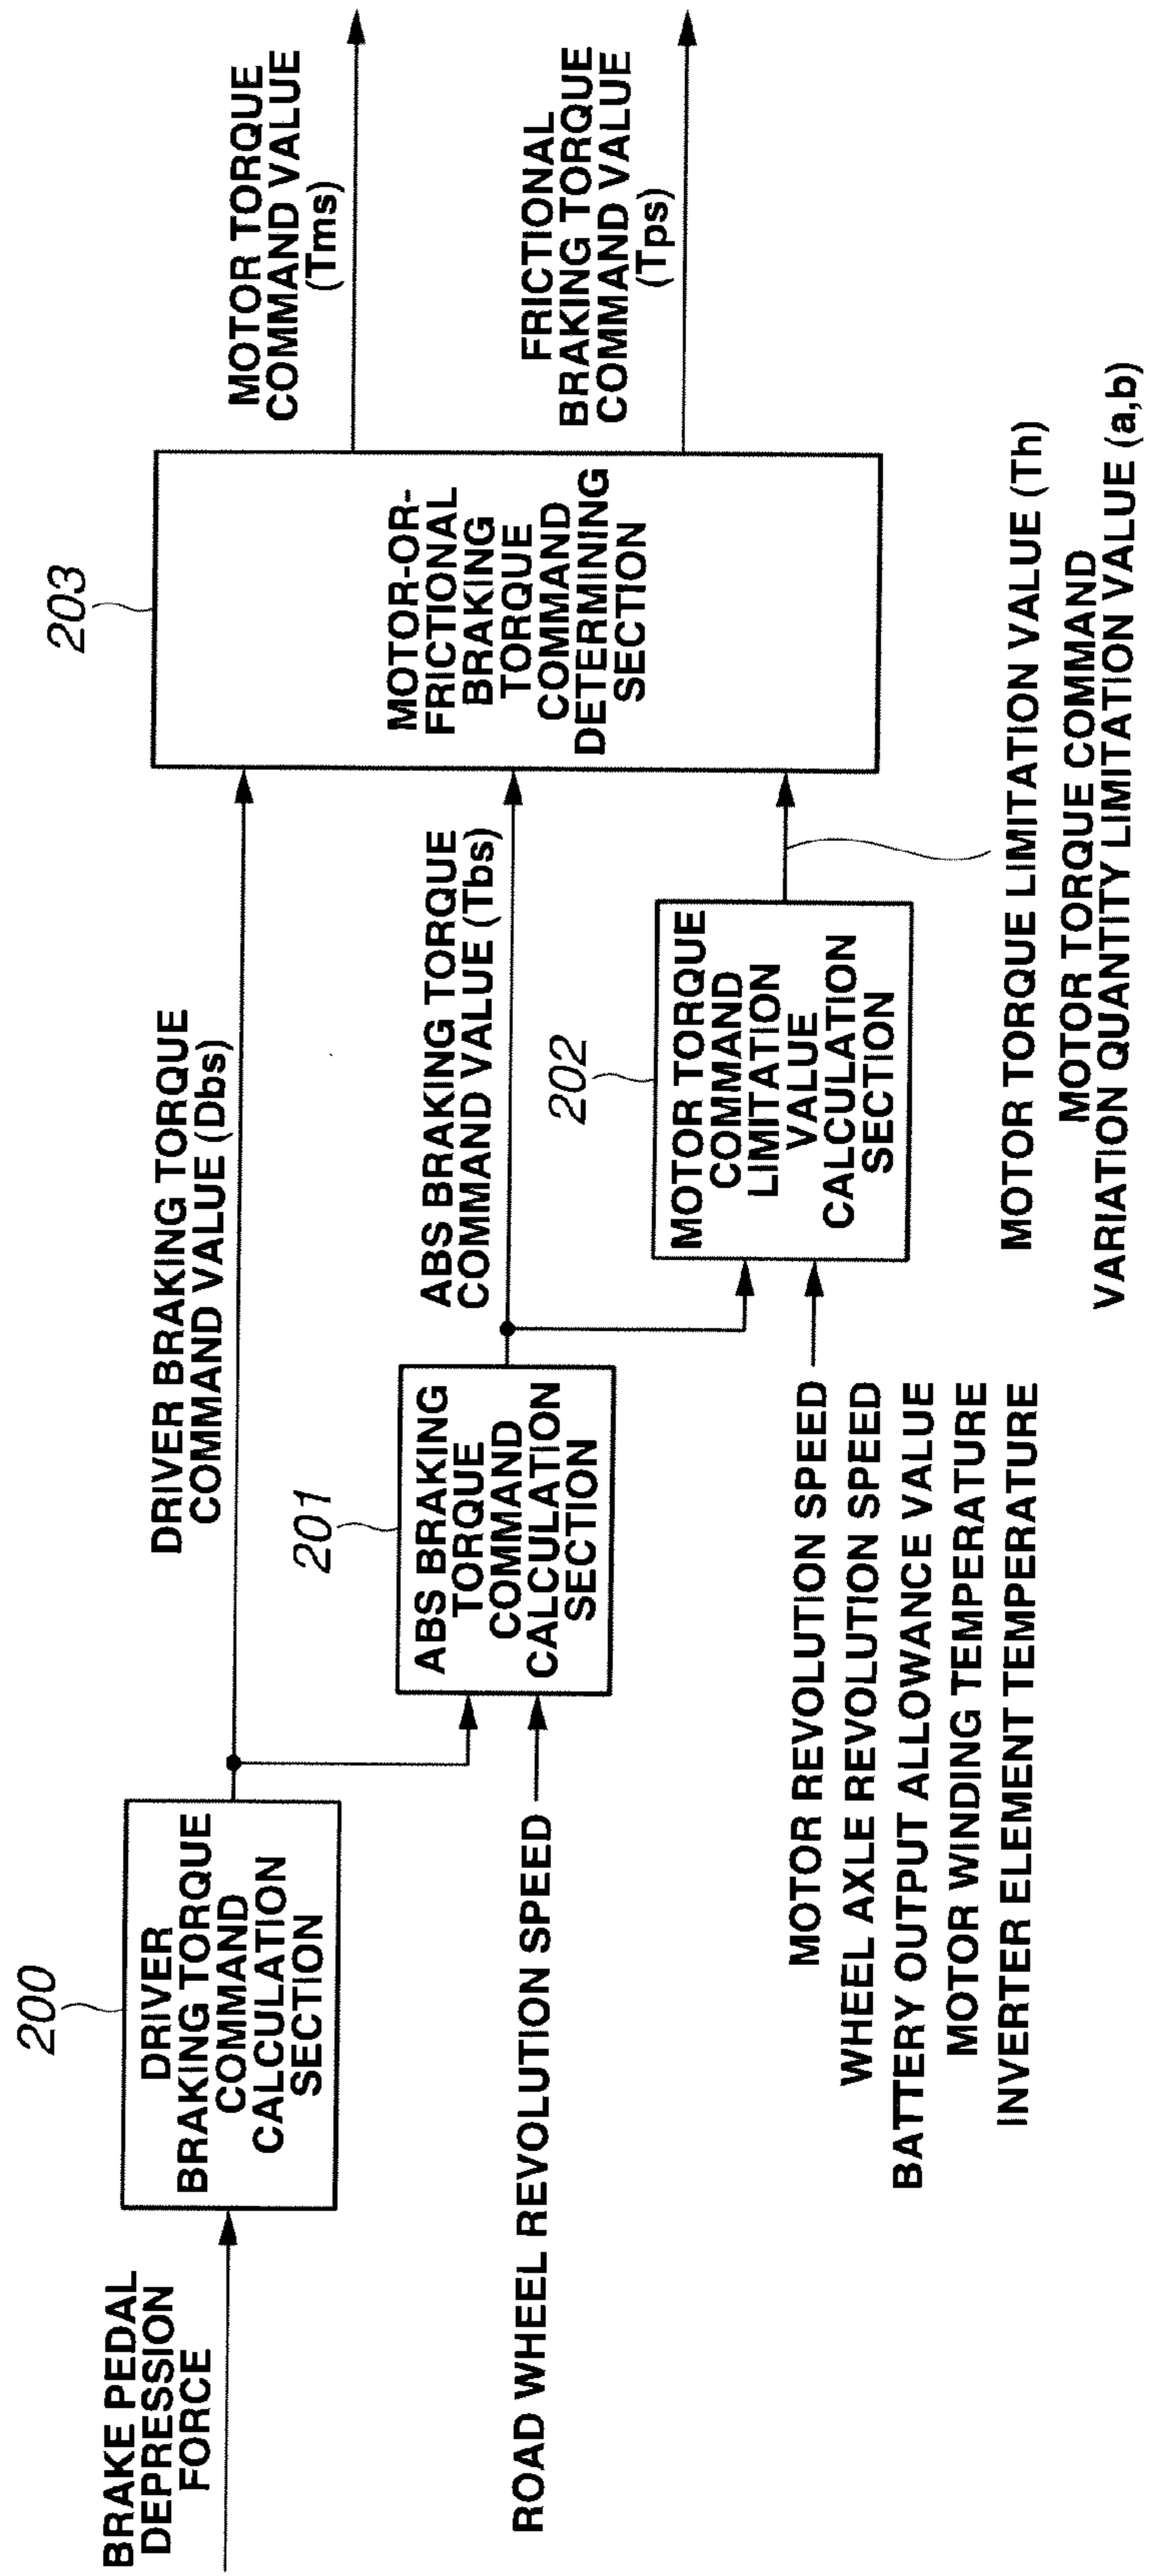 BRAKE PEDAL
DEPRESSION
FORCE
200
DRIVER
BRAKING TORQUE
COMMAND
CALCULATION
SECTION
DRIVER BRAKING TORQUE
COMMAND VALUE (Dbs)
ROAD WHEEL REVOLUTION SPEED
201
ABS BRAKING
TORQUE
COMMAND
CALCULATION
SECTION
ABS BRAKING TORQUE
COMMAND VALUE (Tbs)
MOTOR REVOLUTION SPEED
WHEEL AXLE REVOLUTION SPEED
BATTERY OUTPUT ALLOWANCE VALUE
MOTOR WINDING TEMPERATURE
INVERTER ELEMENT TEMPERATURE
202
MOTOR TORQUE
COMMAND
LIMITATION
VALUE
CALCULATION
SECTION
MOTOR TORQUE LIMITATION VALUE (Th)
MOTOR TORQUE COMMAND
VARIATION QUANTITY LIMITATION VALUE (a,b)
203
MOTOR-OR-
FRICTIONAL
BRAKING
TORQUE
COMMAND
DETERMINING
SECTION
MOTOR TORQUE
COMMAND VALUE
(Tms)
FRICTIONAL
BRAKING TORQUE
COMMAND VALUE
(Tps)